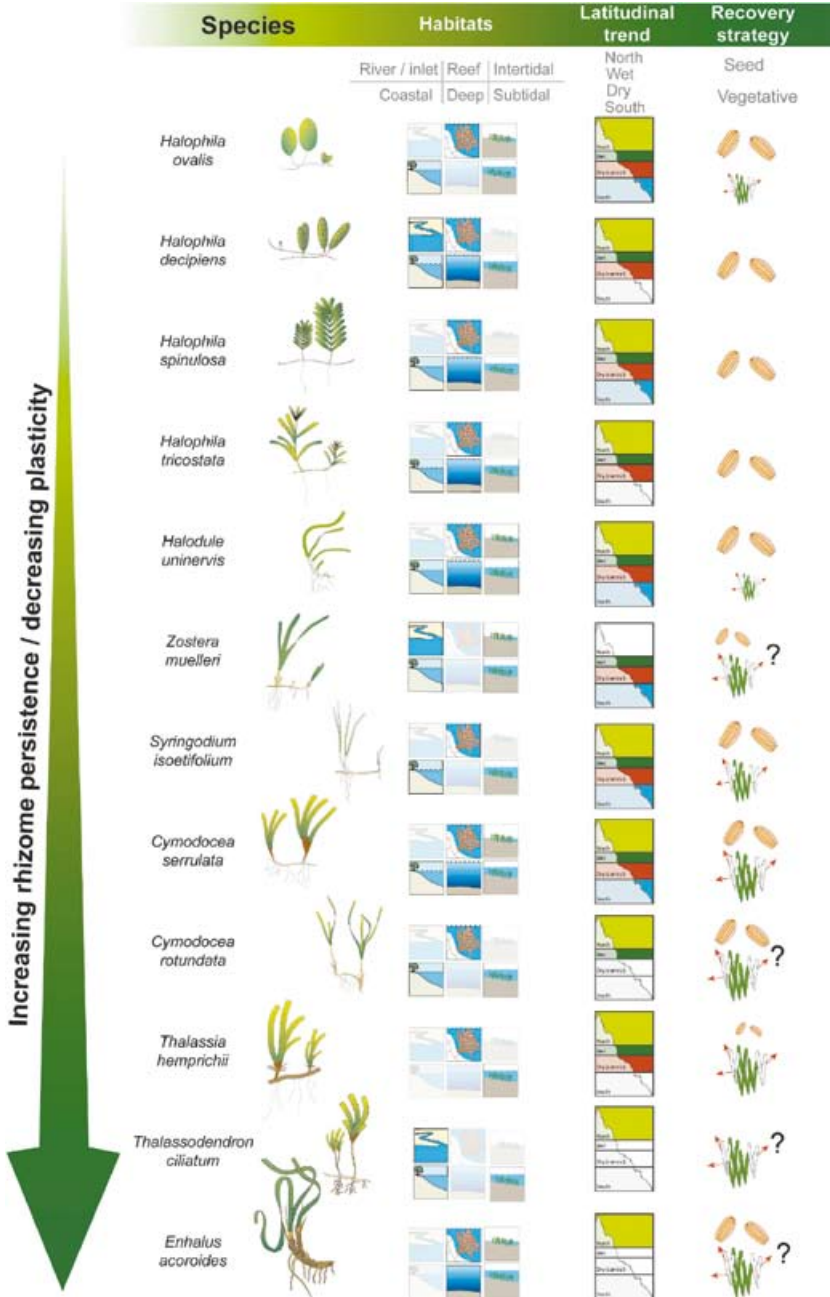 Species
Habitats
Latitudinal
trend
Recovery
strategy
River / inlet
Reef
Intertidal
Coastal
Deep
Subtidal
North
Wet
Dry
South
Seed
Vegetative
Increasing rhizome persistence / decreasing plasticity
Halophila
ovalis
Halophila
decipiens
Halophila
spinulosa
Halophila
tricostata
Halodule
uninervis
Zostera
muelleri
?
Syringodium
isoetifolium
Cymodocea
serrulata
Cymodocea
rotundata
?
Thalassia
hemprichii
Thalassodendron
ciliatum
?
Enhalus
acoroides
?